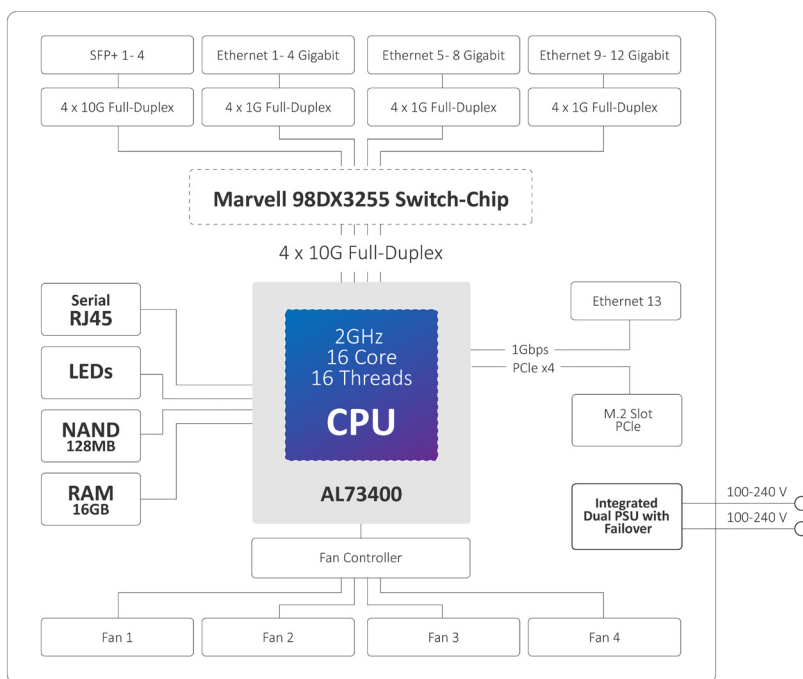 SFP+ 1- 4
Ethernet 1- 4 Gigabit
Ethernet 5- 8 Gigabit
Ethernet 9- 12 Gigabit
4 x 10G Full-Duplex
4 x 1G Full-Duplex
4 x 1G Full-Duplex
4 x 1G Full-Duplex
Marvell 98DX3255 Switch-Chip
4 x 10G Full-Duplex
Serial
RJ45
LEDs
NAND
128MB
RAM
16GB
2GHz
16 Core
16 Threads
CPU
AL73400
Ethernet 13
1Gbps
PCIe x4
M.2 Slot
PCIe
Integrated
Dual PSU with
Failover
100-240 V
100-240 V
Fan Controller
Fan 1
Fan 2
Fan 3
Fan 4